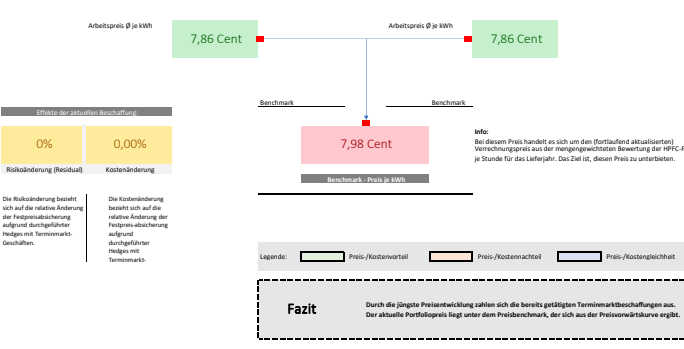 Arbeitspreis Ø je kWh
7,86 Cent
Arbeitspreis Ø je kWh
7,86 Cent
Effekte der aktuellen Beschaffung:
0%
0,00%
Risikoänderung (Residual)
Kostenänderung
Die Risikoänderung bezieht
sich auf die relative Änderung
der Festpreisabsicherung
aufgrund durchgeführter
Hedges mit Terminmarkt-
Geschäften.
Die Kostenänderung
bezieht sich auf die
relative Änderung der
Festpreis-absicherung
aufgrund
durchgeführter
Hedges mit
Terminmarkt-
Benchmark
Benchmark
7,98 Cent
Benchmark - Preis je kWh
Info:
Bei diesem Preis handelt es sich um den (fortlaufend aktualisierten)
Verrechnungspreis aus der mengengewichteten Bewertung der HPFC-P
je Stunde für das Lieferjahr. Das Ziel ist, diesen Preis zu unterbieten.
Legende:
Preis-/Kostenvorteil
Preis-/Kostennachteil
Preis-/Kostengleichheit
Fazit
Durch die jüngste Preisentwicklung zahlen sich die bereits getätigten Terminmarktbeschaffungen aus.
Der aktuelle Portfoliopreis liegt unter dem Preisbenchmark, der sich aus der Preisvorwärtskurve ergibt.